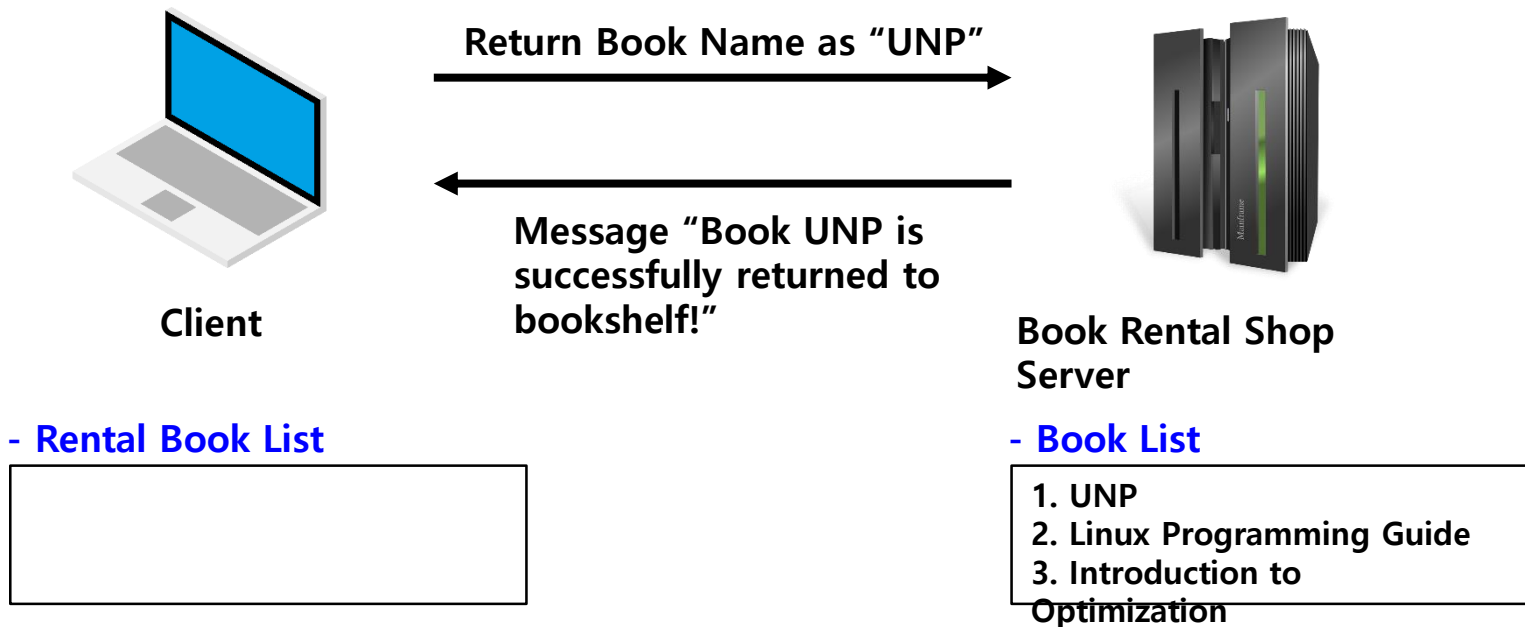 Return Book Name as “UNP”
Message “Book UNP is
successfully returned to
bookshelf!”
Mainframe
Client
Book Rental Shop
Server
- Rental Book List
- Book List
1. UNP
2. Linux Programming Guide
3. Introduction to
Optimization